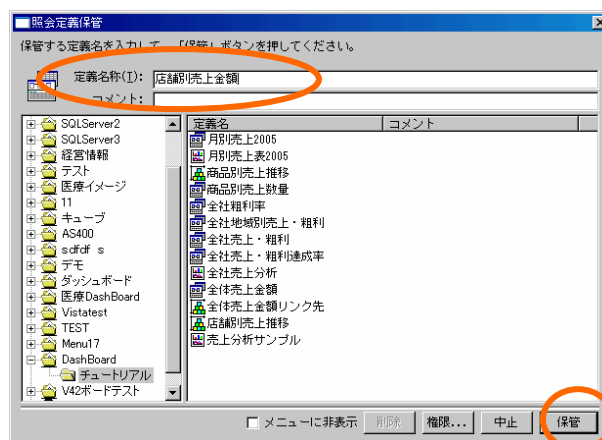 照会定義保管
保管する定義名を入力して、「保管」ボタンを押してください。
定義名称(I): 店舗別売上金額
コメント:
SQLServer2
SQLServer3
経営情報
テスト
医療イメージ
11
キューブ
AS400
sdfdf s
デモ
ダッシュボード
医療DashBoard
Vistatest
TEST
Menu17
DashBoard
チュートリアル
V42ボードテスト
定義名 コメント
月別売上2005
月別売上表2005
商品別売上推移
商品別売上数量
全社粗利率
全社地域別売上・粗利
全社売上・粗利
全社売上・粗利達成率
全社売上分析
全体売上金額
全体売上金額リンク先
店舗別売上推移
売上分析サンプル
メニューに非表示 削除 権限... 中止 保管